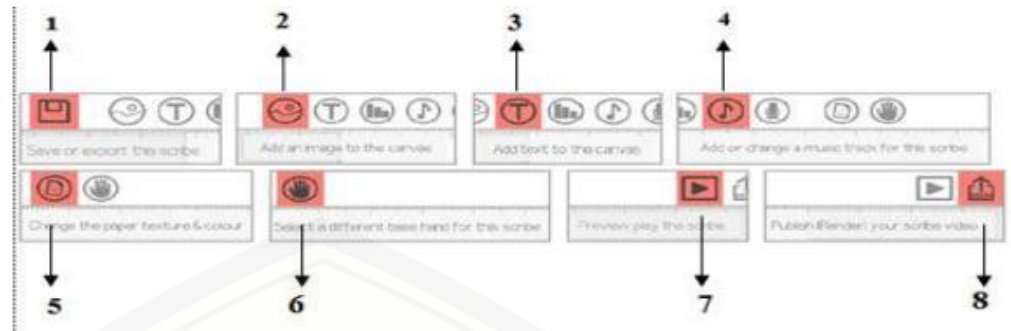 1 2 3 4
Save or export this scribe
Add an image to the canvas
Add text to the canvas
Add or change a music track for this scribe
Change the paper texture & colour
Select a different base hand for this scribe
Preview play the scribe
Publish (Render) your scribe video
5 6 7 8